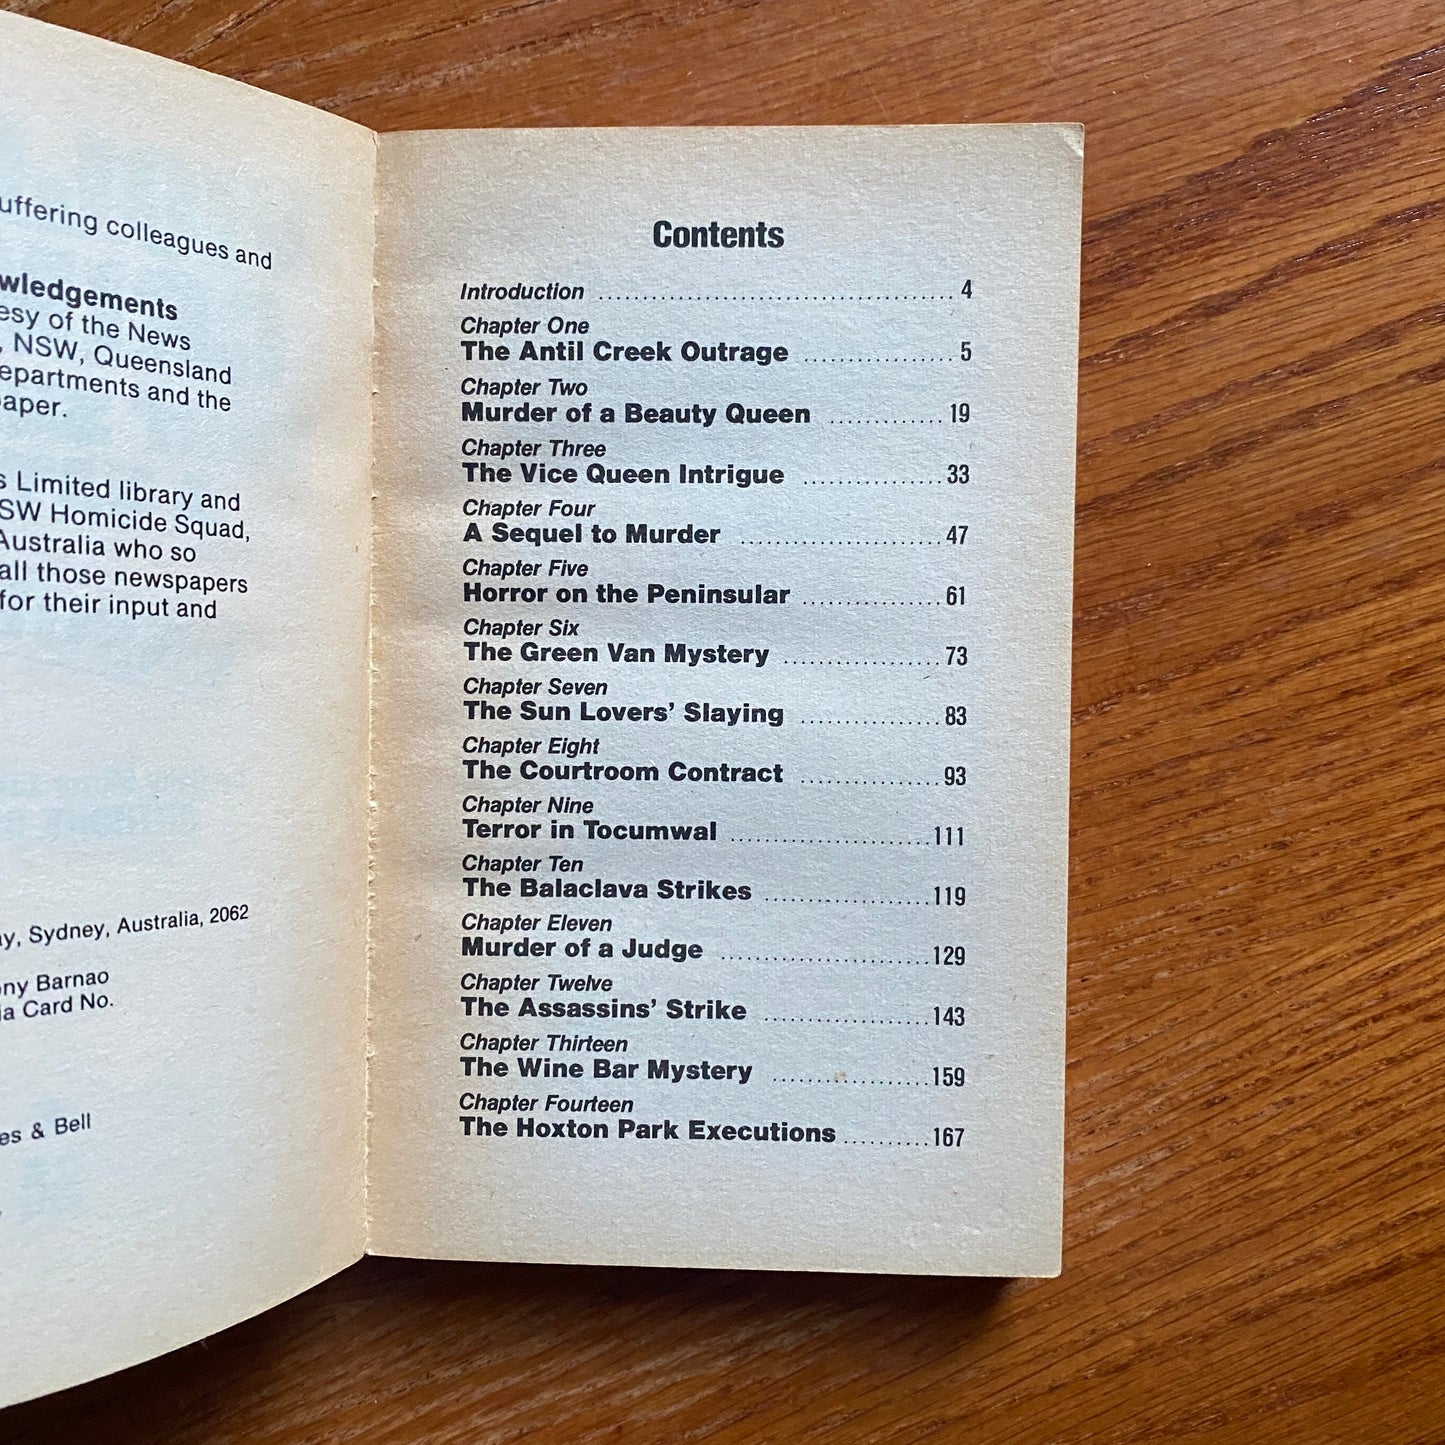 uffering colleagues and
wledgements
esy of the News
, NSW, Queensland
epartments and the
aper.
s Limited library and
SW Homicide Squad,
Australia who so
all those newspapers
for their input and
ay, Sydney, Australia, 2062
ony Barnao
ia Card No.
es & Bell
Contents
Introduction ........................................ 4
Chapter One
The Antil Creek Outrage ................. 5
Chapter Two
Murder of a Beauty Queen ............. 19
Chapter Three
The Vice Queen Intrigue ................ 33
Chapter Four
A Sequel to Murder ....................... 47
Chapter Five
Horror on the Peninsular ................ 61
Chapter Six
The Green Van Mystery .................. 73
Chapter Seven
The Sun Lovers' Slaying ................ 83
Chapter Eight
The Courtroom Contract ................ 93
Chapter Nine
Terror in Tocumwal ....................... 111
Chapter Ten
The Balaclava Strikes ................... 119
Chapter Eleven
Murder of a Judge ........................ 129
Chapter Twelve
The Assassins' Strike ................... 143
Chapter Thirteen
The Wine Bar Mystery .................. 159
Chapter Fourteen
The Hoxton Park Executions .......... 167